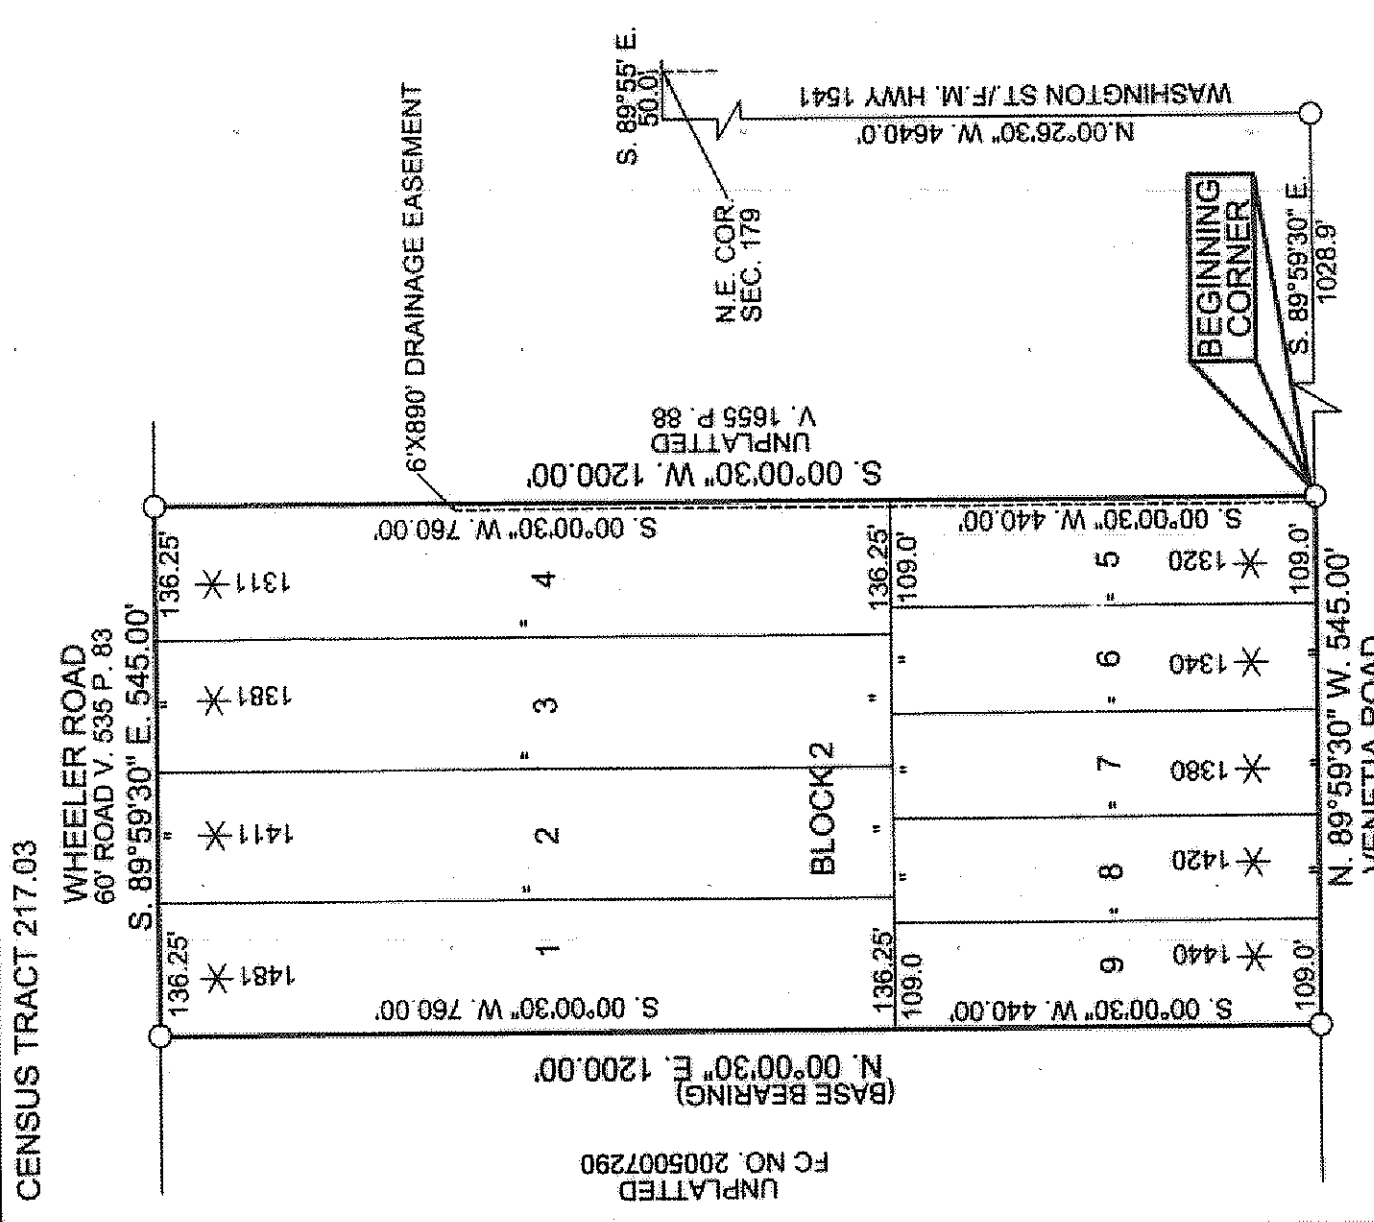 CENSUS TRACT 217.03
WHEELER ROAD
60' ROAD V. 535 P. 83
S. 89°59'30" E. 545.00'
136.25'
"
"
136.25'
1481
1411
1381
1311
S. 00°00'30" W. 760.00'
1
"
2
"
3
"
4
S. 00°00'30" W. 760.00'
BLOCK 2
136.25'
"
"
136.25'
109.0
"
"
"
109.0'
S. 00°00'30" W. 440.00'
9
"
8
"
7
"
6
"
5
S. 00°00'30" W. 440.00'
1440
1420
1380
1340
1320
109.0'
"
"
"
109.0'
N. 89°59'30" W. 545.00'
VENETIA ROAD
N. 00°00'30" E. 1200.00'
(BASE BEARING)
UNPLATTED
FC NO. 2005007290
6'X890' DRAINAGE EASEMENT
S. 00°00'30" W. 1200.00'
UNPLATTED
V. 1655 P. 88
S. 89°55' E.
50.0'
N.E. COR.
SEC. 179
WASHINGTON ST./F.M. HWY 1541
N.00°26'30" W. 4640.0'
BEGINNING
CORNER
S. 89°59'30" E.
1028.9'